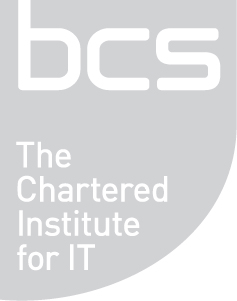 bcs
The
Chartered
Institute
for IT